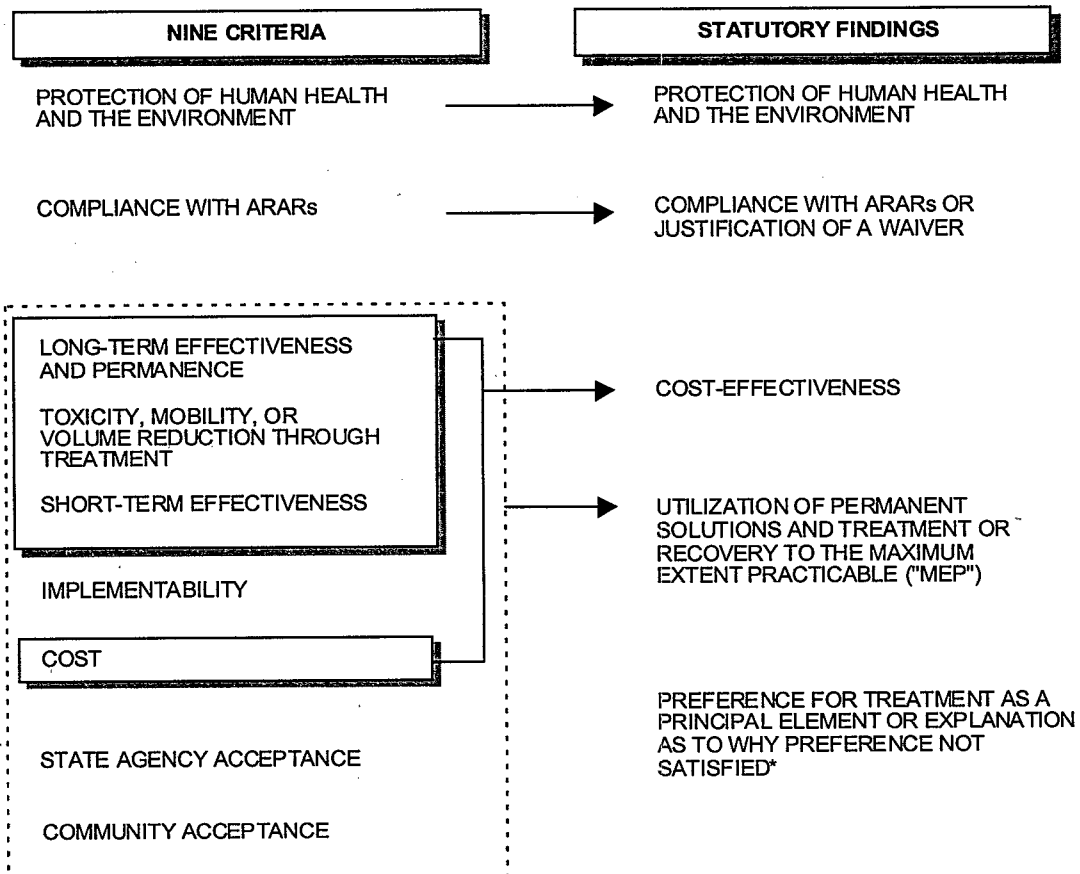 NINE CRITERIA
STATUTORY FINDINGS
PROTECTION OF HUMAN HEALTH
AND THE ENVIRONMENT
PROTECTION OF HUMAN HEALTH
AND THE ENVIRONMENT
COMPLIANCE WITH ARARs
COMPLIANCE WITH ARARs OR
JUSTIFICATION OF A WAIVER
LONG-TERM EFFECTIVENESS
AND PERMANENCE
TOXICITY, MOBILITY, OR
VOLUME REDUCTION THROUGH
TREATMENT
SHORT-TERM EFFECTIVENESS
IMPLEMENTABILITY
COST
STATE AGENCY ACCEPTANCE
COMMUNITY ACCEPTANCE
COST-EFFECTIVENESS
UTILIZATION OF PERMANENT
SOLUTIONS AND TREATMENT OR
RECOVERY TO THE MAXIMUM
EXTENT PRACTICABLE ("MEP")
PREFERENCE FOR TREATMENT AS A
PRINCIPAL ELEMENT OR EXPLANATION
AS TO WHY PREFERENCE NOT
SATISFIED*